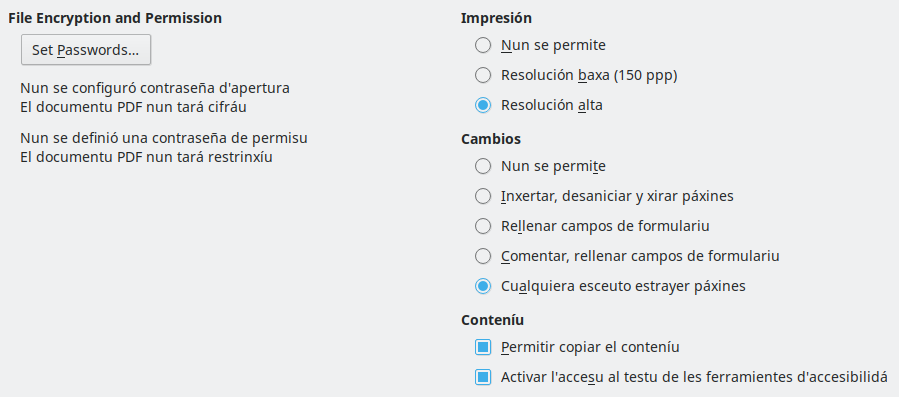 File Encryption and Permission
Set Passwords...
Nun se configuró contraseña d'apertura
El documentu PDF nun tará cifráu
Nun se definió una contraseña de permisu
El documentu PDF nun tará restrinxíu
Impresión
Nun se permite
Resolución baxa (150 ppp)
Resolución alta
Cambios
Nun se permite
Inxertar, desaniciar y xirar páxines
Rellenar campos de formulariu
Comentar, rellenar campos de formulariu
Cualquiera esceuto estrayer páxines
Conteníu
Permitir copiar el conteníu
Activar l'accesu al testu de les ferramientes d'accesibilidá